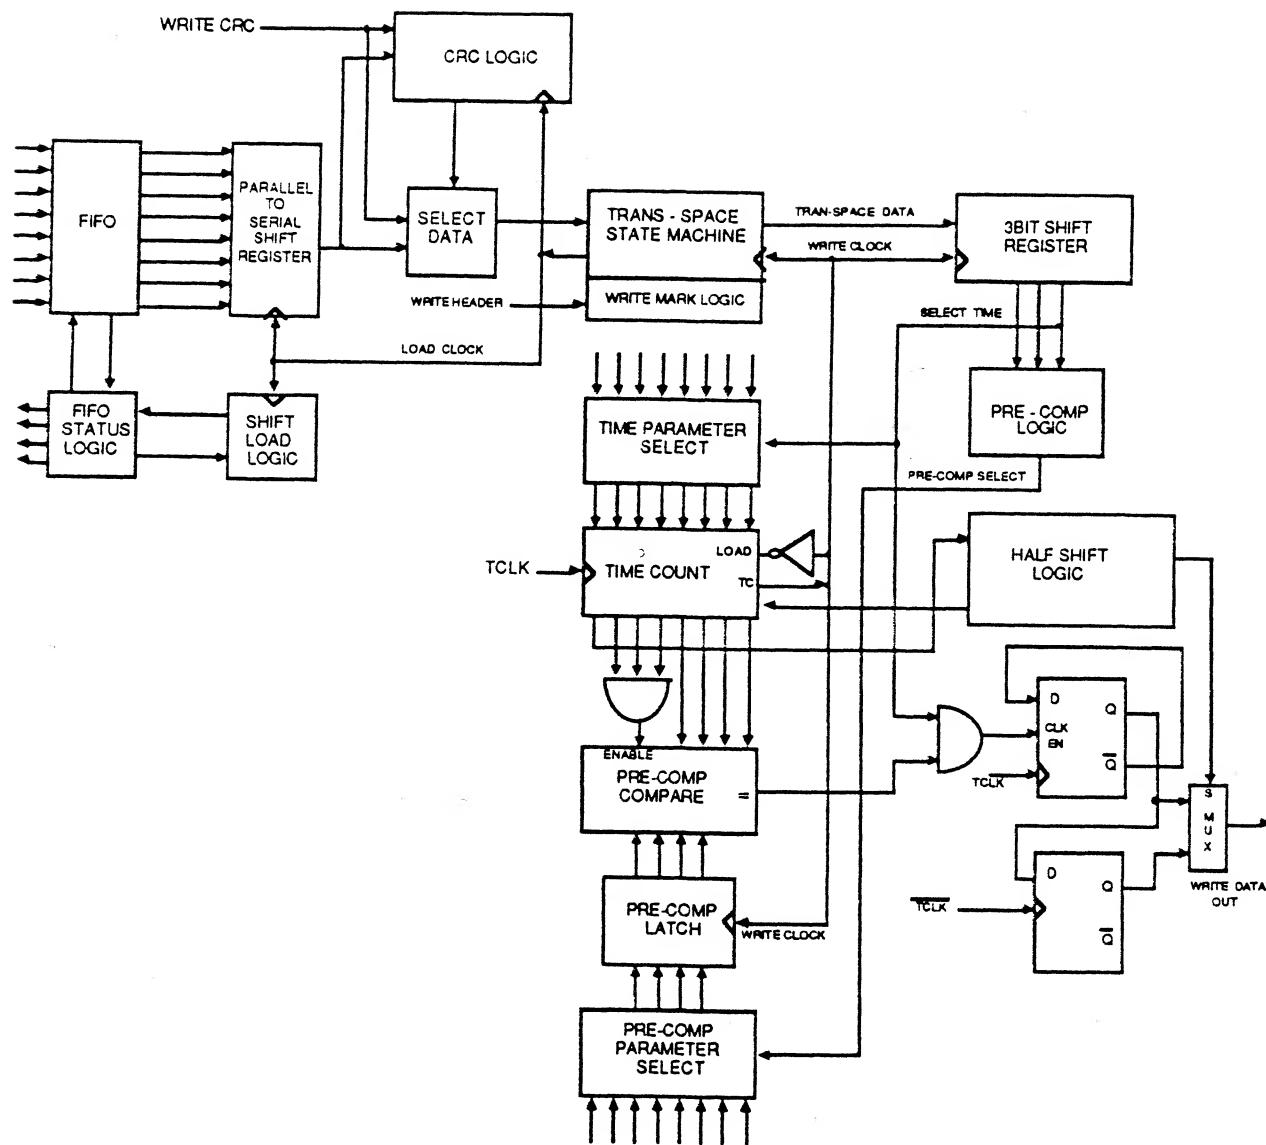 WRITE CRC
CRC LOGIC
FIFO
PARALLEL
TO
SERIAL
SHIFT
REGISTER
SELECT
DATA
TRANS - SPACE
STATE MACHINE
WRITE MARK LOGIC
TRAN-SPACE DATA
WRITE CLOCK
3BIT SHIFT
REGISTER
WRITE HEADER
LOAD CLOCK
SELECT TIME
FIFO
STATUS
LOGIC
SHIFT
LOAD
LOGIC
TIME PARAMETER
SELECT
PRE - COMP
LOGIC
PRE-COMP SELECT
TCLK
TIME COUNT
LOAD
TC
HALF SHIFT
LOGIC
ENABLE
PRE-COMP
COMPARE
=
D
Q
CLK
EN
Q̅
T̅C̅L̅K̅
S
M
U
X
WRITE DATA
OUT
PRE-COMP
LATCH
WRITE CLOCK
D
Q
T̅C̅L̅K̅
Q̅
PRE-COMP
PARAMETER
SELECT